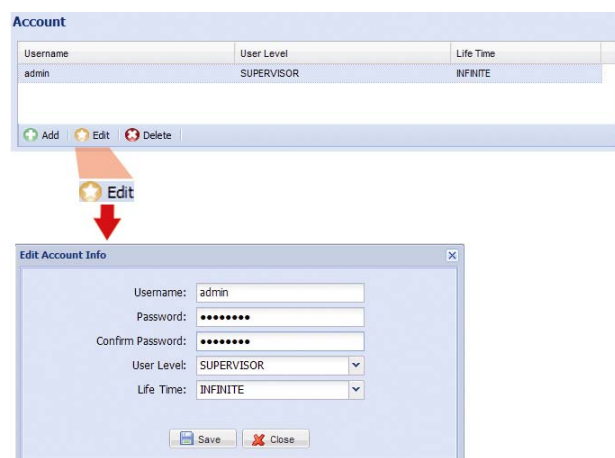 Account
Username User Level Life Time
admin SUPERVISOR INFINITE
Add Edit Delete
Edit
Edit Account Info
Username: admin
Password: ••••••••
Confirm Password: ••••••••
User Level: SUPERVISOR
Life Time: INFINITE
Save Close